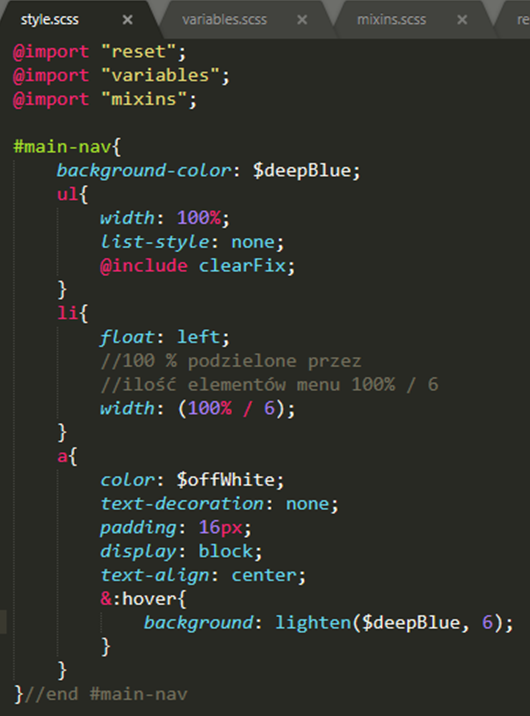 style.scss × variables.scss × mixins.scss × re
@import "reset";
@import "variables";
@import "mixins";
#main-nav{
background-color: $deepBlue;
ul{
width: 100%;
list-style: none;
@include clearFix;
}
li{
float: left;
//100 % podzielone przez
//ilość elementów menu 100% / 6
width: (100% / 6);
}
a{
color: $offWhite;
text-decoration: none;
padding: 16px;
display: block;
text-align: center;
&:hover{
background: lighten($deepBlue, 6);
}
}
}//end #main-nav